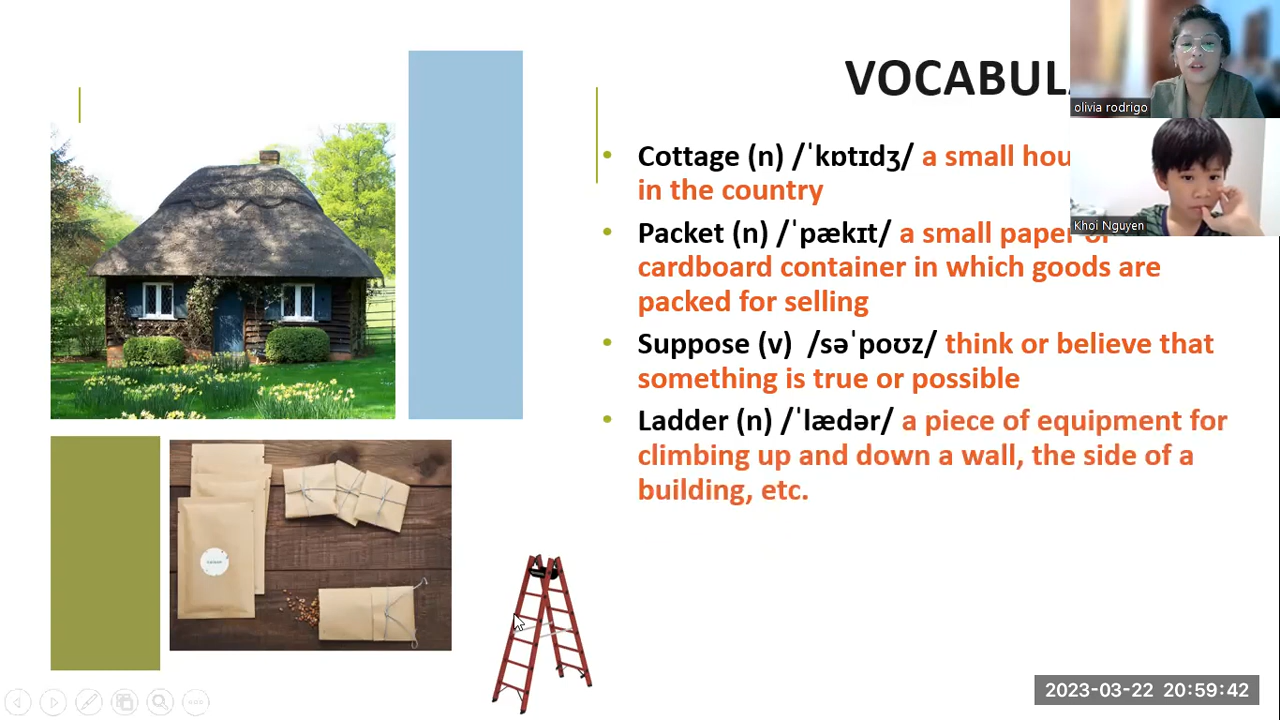 VOCABUL
olivia rodrigo
• Cottage (n) /ˈkɒtɪdʒ/ a small hou
in the country
Khoi Nguyen
• Packet (n) /ˈpækɪt/ a small paper or
cardboard container in which goods are
packed for selling
• Suppose (v) /səˈpoʊz/ think or believe that
something is true or possible
• Ladder (n) /ˈlædər/ a piece of equipment for
climbing up and down a wall, the side of a
building, etc.
2023-03-22 20:59:42